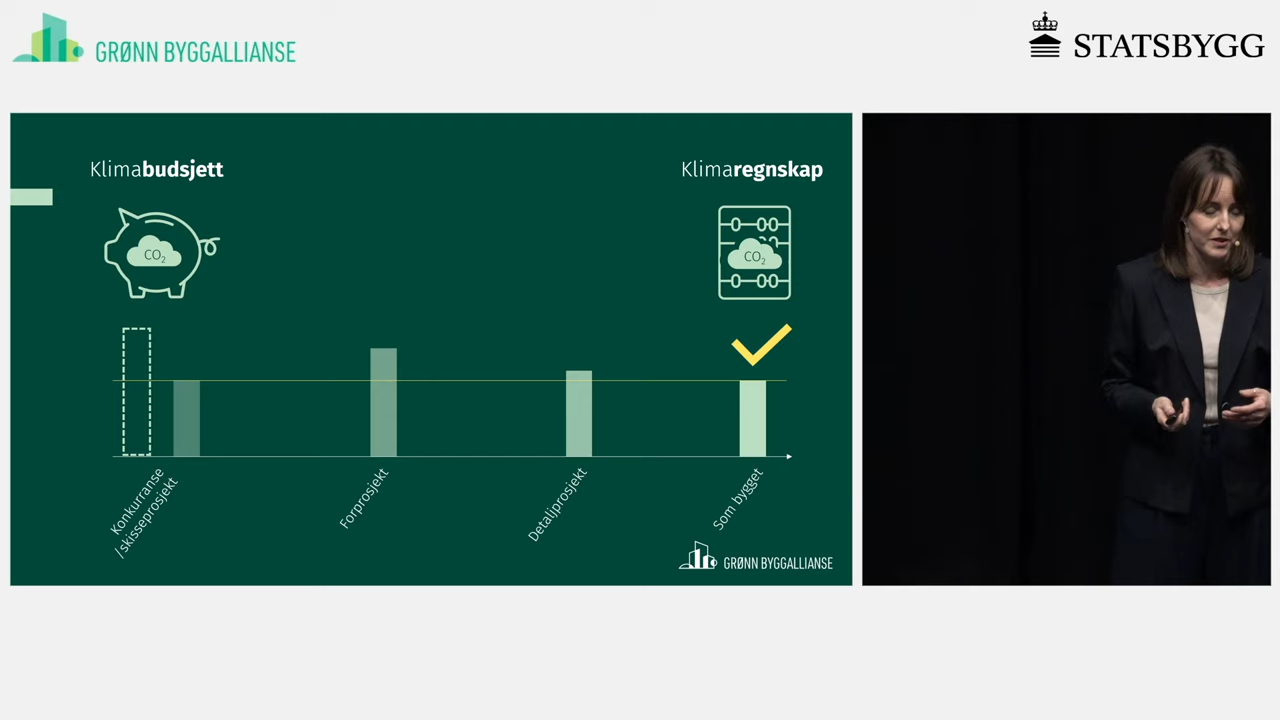 GRØNN BYGGALLIANSE
STATSBYGG
Klimabudsjett
Klimaregnskap
CO2
CO2
Konkurranse
/skisseprosjekt
Forprosjekt
Detaljprosjekt
Som bygget
GRØNN BYGGALLIANSE